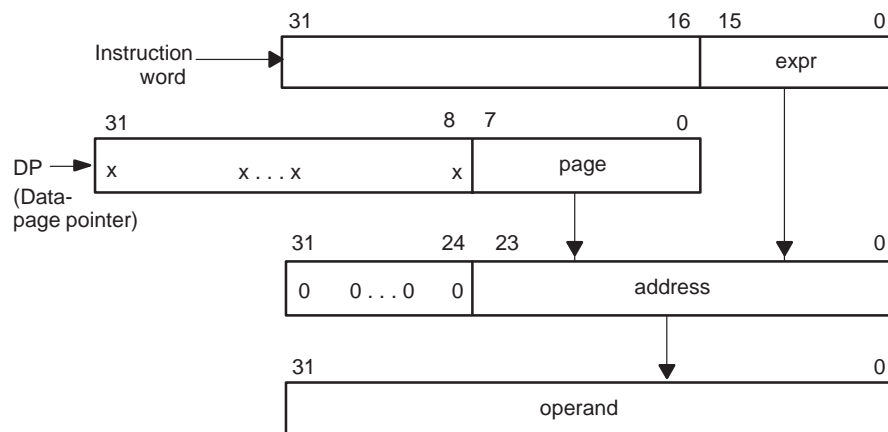 31 16 15 0
Instruction
word
expr
31 8 7 0
DP
(Data-
page pointer)
x x . . . x x
page
31 24 23 0
0 0 . . . 0 0
address
31 0
operand